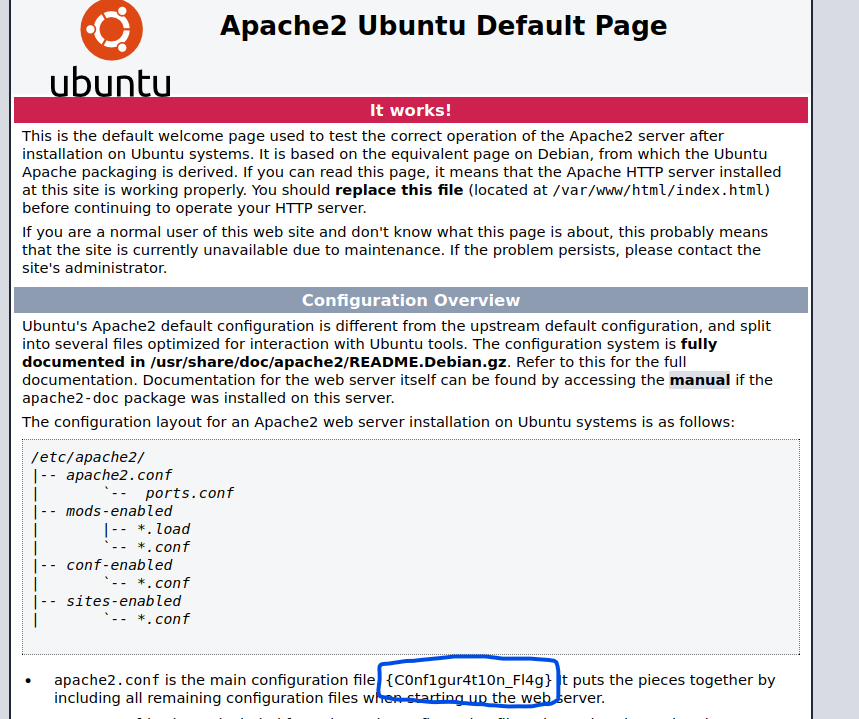 Apache2 Ubuntu Default Page
ubuntu
It works!
This is the default welcome page used to test the correct operation of the Apache2 server after
installation on Ubuntu systems. It is based on the equivalent page on Debian, from which the Ubuntu
Apache packaging is derived. If you can read this page, it means that the Apache HTTP server installed
at this site is working properly. You should replace this file (located at /var/www/html/index.html)
before continuing to operate your HTTP server.
If you are a normal user of this web site and don't know what this page is about, this probably means
that the site is currently unavailable due to maintenance. If the problem persists, please contact the
site's administrator.
Configuration Overview
Ubuntu's Apache2 default configuration is different from the upstream default configuration, and split
into several files optimized for interaction with Ubuntu tools. The configuration system is fully
documented in /usr/share/doc/apache2/README.Debian.gz. Refer to this for the full
documentation. Documentation for the web server itself can be found by accessing the manual if the
apache2-doc package was installed on this server.
The configuration layout for an Apache2 web server installation on Ubuntu systems is as follows:
/etc/apache2/
|-- apache2.conf
|       `--  ports.conf
|-- mods-enabled
|       |-- *.load
|       `-- *.conf
|-- conf-enabled
|       `-- *.conf
|-- sites-enabled
|       `-- *.conf
• apache2.conf is the main configuration file {C0nf1gur4t10n_Fl4g} It puts the pieces together by
including all remaining configuration files when starting up the web server.